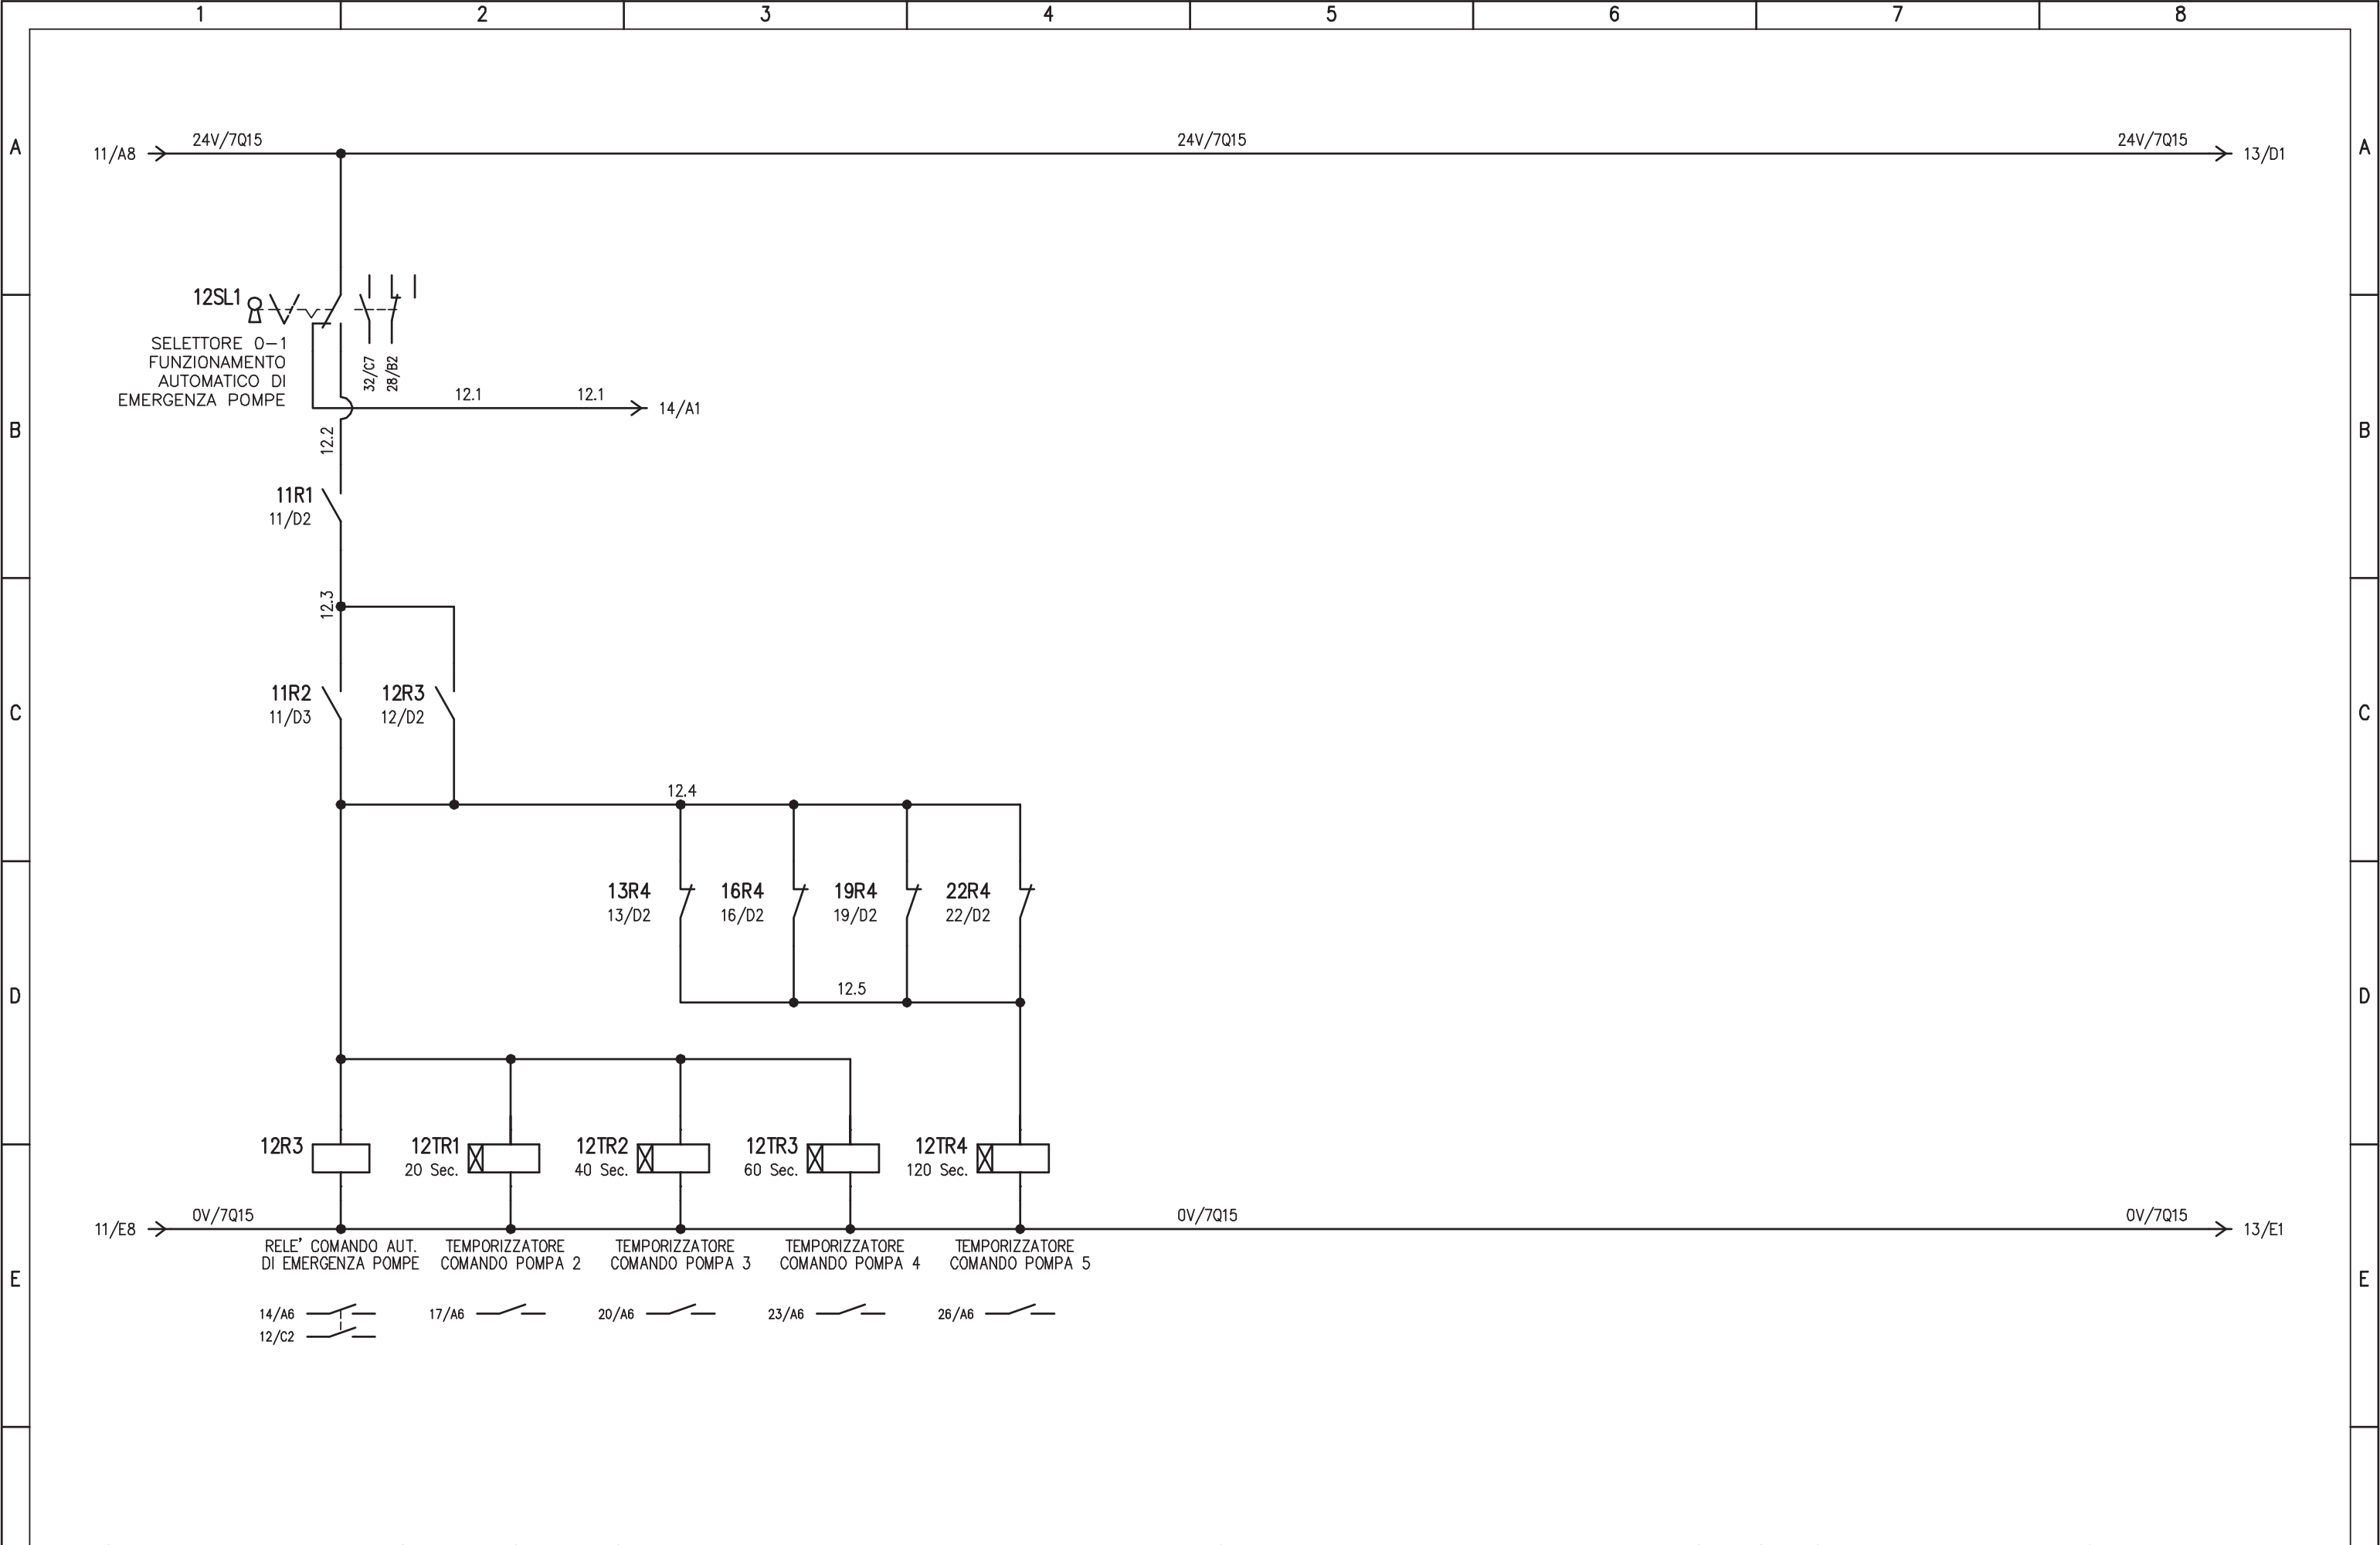 1 2 3 4 5 6 7 8
A A
11/A8 24V/7Q15 24V/7Q15 24V/7Q15 13/D1
12SL1
SELETTORE 0-1
FUNZIONAMENTO
AUTOMATICO DI
EMERGENZA POMPE
32/C7
28/B2
12.1 12.1 14/A1
B B
12.2
11R1
11/D2
12.3
11R2 12R3
11/D3 12/D2
C C
12.4
13R4 16R4 19R4 22R4
13/D2 16/D2 19/D2 22/D2
D D
12.5
12R3 12TR1 12TR2 12TR3 12TR4
20 Sec. 40 Sec. 60 Sec. 120 Sec.
11/E8 0V/7Q15 0V/7Q15 0V/7Q15 13/E1
RELE' COMANDO AUT. TEMPORIZZATORE TEMPORIZZATORE TEMPORIZZATORE TEMPORIZZATORE
DI EMERGENZA POMPE COMANDO POMPA 2 COMANDO POMPA 3 COMANDO POMPA 4 COMANDO POMPA 5
E E
14/A6 17/A6 20/A6 23/A6 26/A6
12/C2